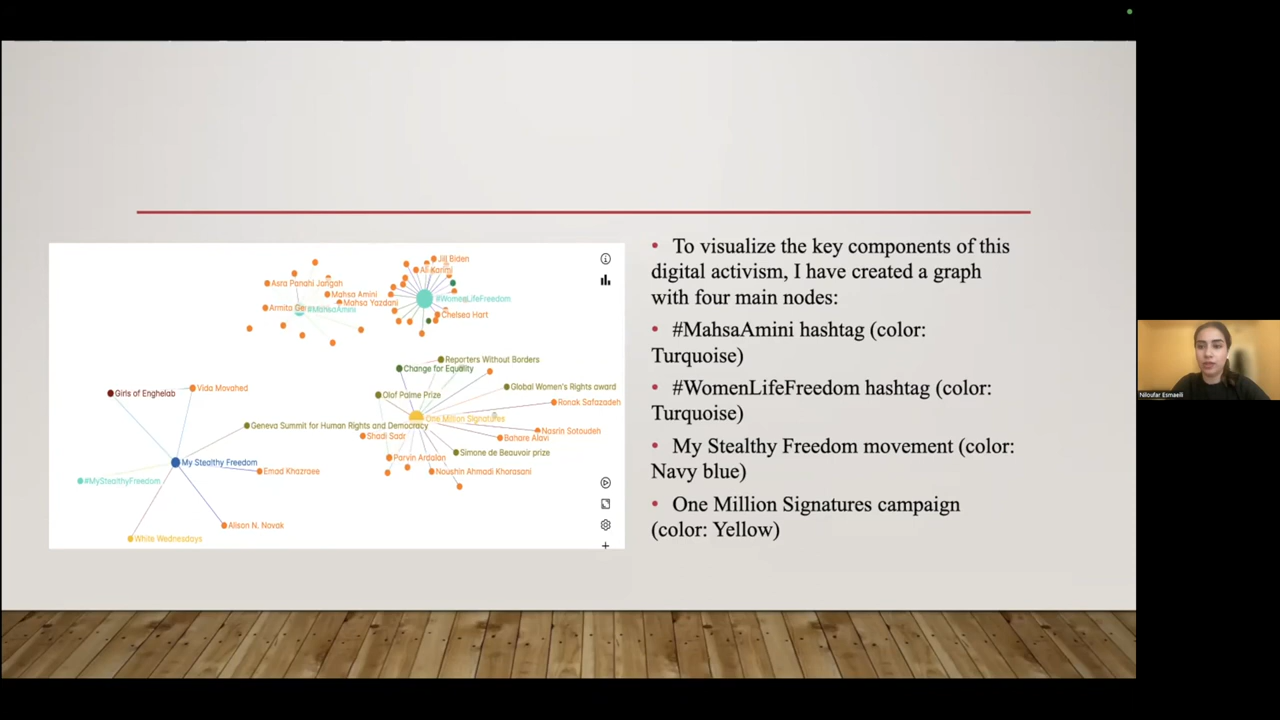 Jill Biden
Ali Karimi
Asra Panahi Janqah
Mahsa Amini
#WomenLifeFreedom
Mahsa Yazdani
Armita Ge
#MahsaAmini
Chelsea Hart
Reporters Without Borders
Change for Equality
Global Women's Rights award
Girls of Enghelab
Vida Movahed
Olof Palme Prize
Ronak Safazadeh
One Million Signatures
Geneva Summit for Human Rights and Democracy
Nasrin Sotoudeh
Shadi Sadr
Bahare Alavi
Simone de Beauvoir prize
Parvin Ardalan
My Stealthy Freedom
Emad Khazraee
Noushin Ahmadi Khorasani
#MyStealthyFreedom
Alison N. Novak
White Wednesdays
• To visualize the key components of this
digital activism, I have created a graph
with four main nodes:
• #MahsaAmini hashtag (color:
Turquoise)
• #WomenLifeFreedom hashtag (color:
Turquoise)
• My Stealthy Freedom movement (color:
Navy blue)
• One Million Signatures campaign
(color: Yellow)
Niloufar Esmaeili